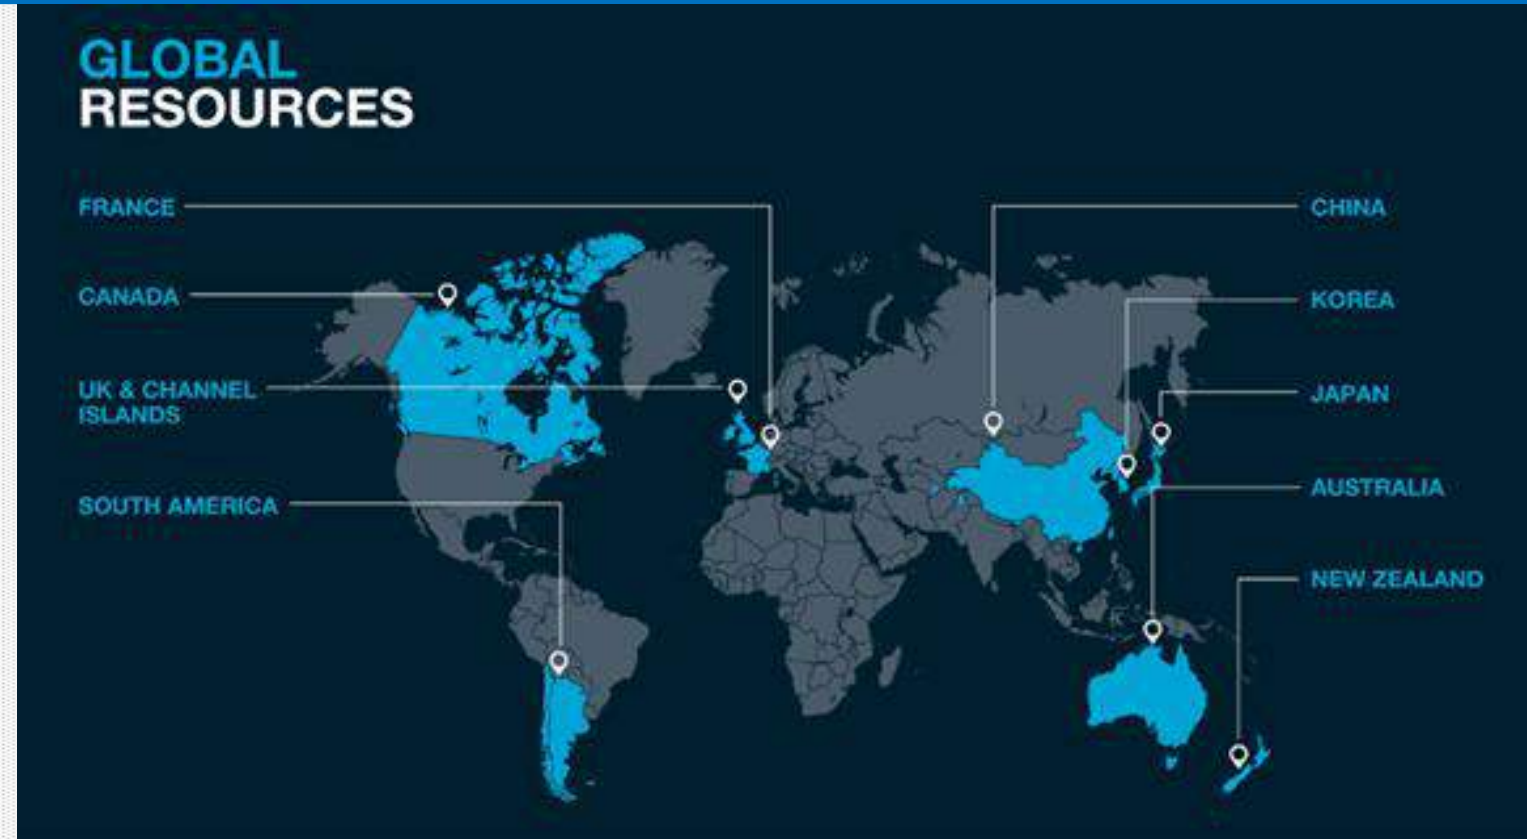 GLOBAL
RESOURCES
FRANCE
CANADA
UK & CHANNEL
ISLANDS
SOUTH AMERICA
CHINA
KOREA
JAPAN
AUSTRALIA
NEW ZEALAND